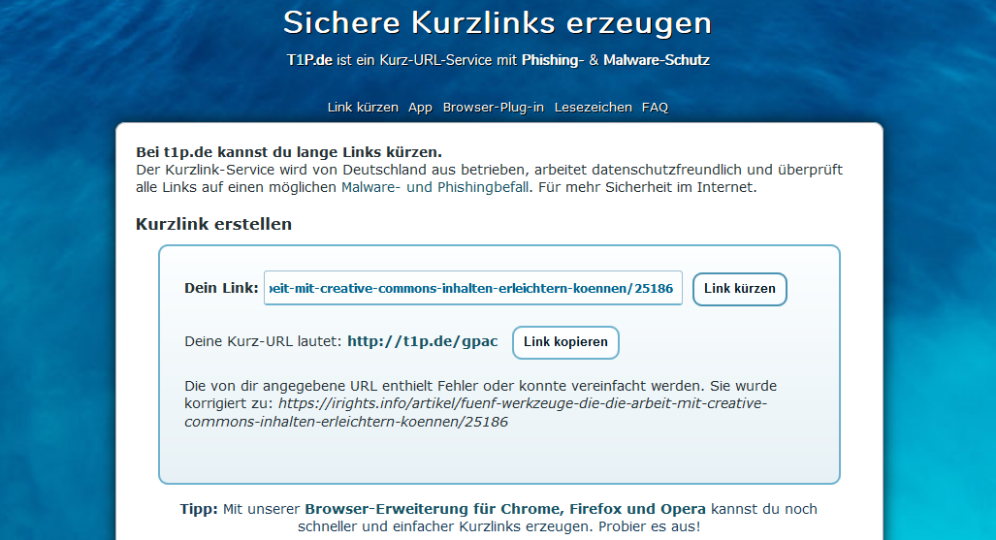 Sichere Kurzlinks erzeugen
T1P.de ist ein Kurz-URL-Service mit Phishing- & Malware-Schutz
Link kürzen App Browser-Plug-in Lesezeichen FAQ
Bei t1p.de kannst du lange Links kürzen.
Der Kurzlink-Service wird von Deutschland aus betrieben, arbeitet datenschutzfreundlich und überprüft
alle Links auf einen möglichen Malware- und Phishingbefall. Für mehr Sicherheit im Internet.
Kurzlink erstellen
Dein Link: eit-mit-creative-commons-inhalten-erleichtern-koennen/25186 Link kürzen
Deine Kurz-URL lautet: http://t1p.de/gpac Link kopieren
Die von dir angegebene URL enthielt Fehler oder konnte vereinfacht werden. Sie wurde
korrigiert zu: https://irights.info/artikel/fuenf-werkzeuge-die-die-arbeit-mit-creative-
commons-inhalten-erleichtern-koennen/25186
Tipp: Mit unserer Browser-Erweiterung für Chrome, Firefox und Opera kannst du noch
schneller und einfacher Kurzlinks erzeugen. Probier es aus!